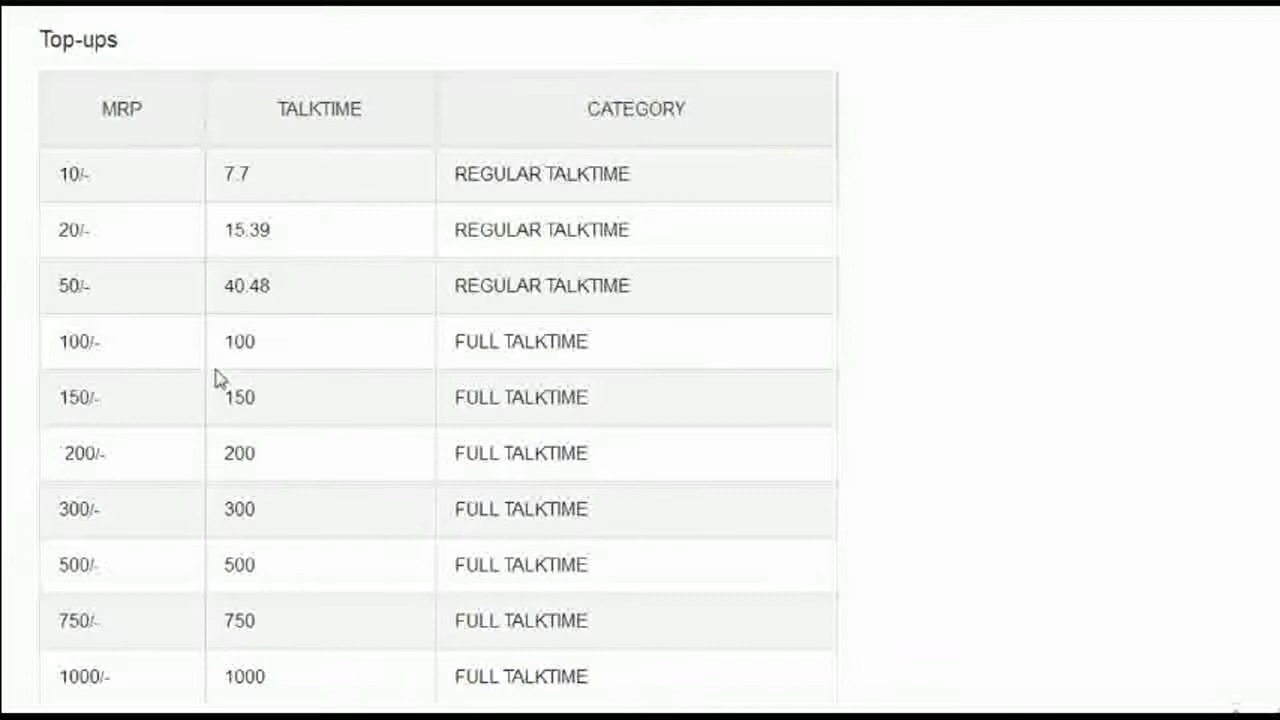 Top-ups
MRP TALKTIME CATEGORY
10/- 7.7 REGULAR TALKTIME
20/- 15.39 REGULAR TALKTIME
50/- 40.48 REGULAR TALKTIME
100/- 100 FULL TALKTIME
150/- 150 FULL TALKTIME
200/- 200 FULL TALKTIME
300/- 300 FULL TALKTIME
500/- 500 FULL TALKTIME
750/- 750 FULL TALKTIME
1000/- 1000 FULL TALKTIME